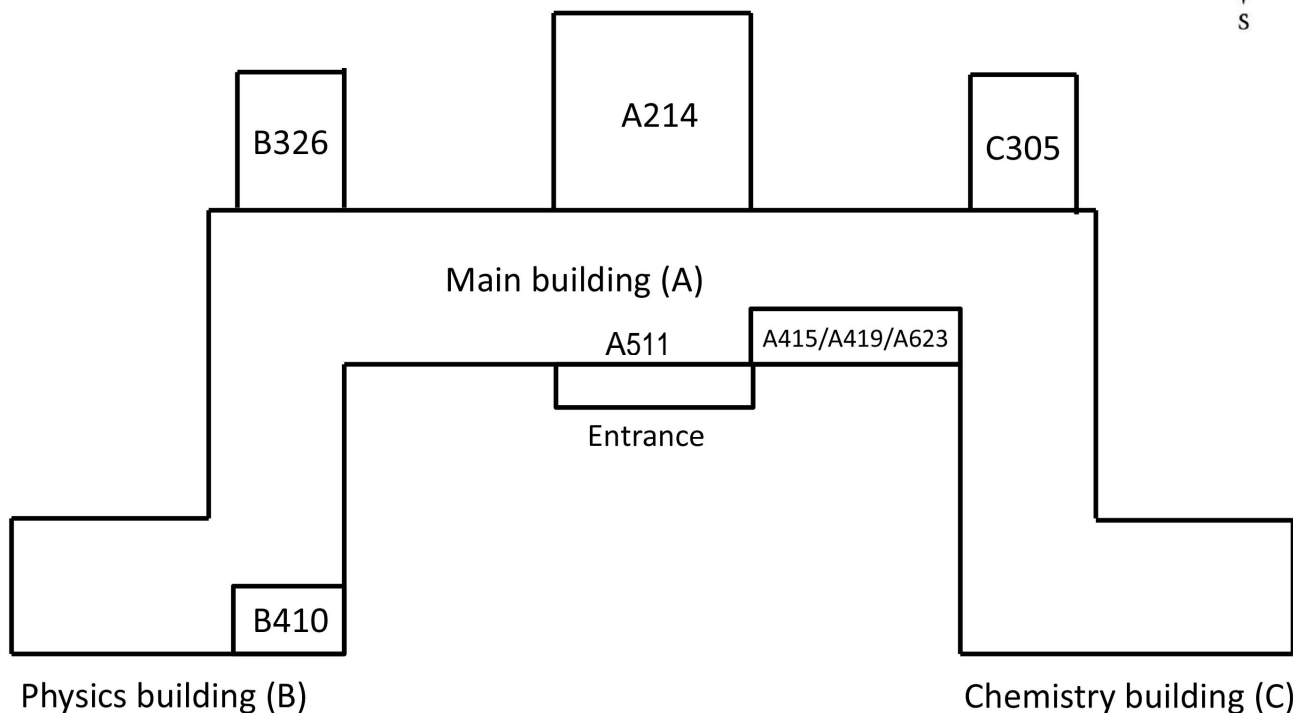 S
A214
B326
C305
Main building (A)
A511
A415/A419/A623
Entrance
B410
Physics building (B)
Chemistry building (C)